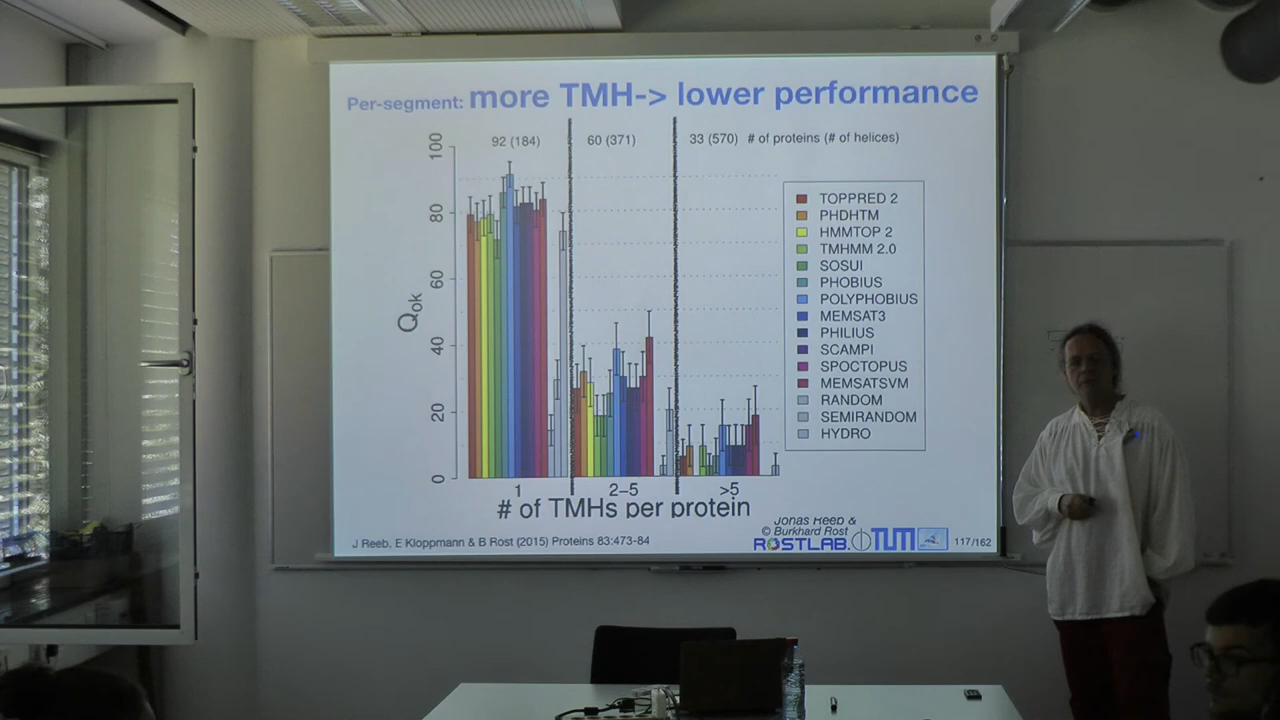 Per-segment: more TMH-> lower performance
92 (184) 60 (371) 33 (570) # of proteins (# of helices)
100
80
60
40
20
0
Qok
TOPPRED 2
PHDHTM
HMMTOP 2
TMHMM 2.0
SOSUI
PHOBIUS
POLYPHOBIUS
MEMSAT3
PHILIUS
SCAMPI
SPOCTOPUS
MEMSATSVM
RANDOM
SEMIRANDOM
HYDRO
1 2-5 >5
# of TMHs per protein
J Reeb, E Kloppmann & B Rost (2015) Proteins 83:473-84
Jonas Reeb &
© Burkhard Rost
ROSTLAB. TUM
117/162